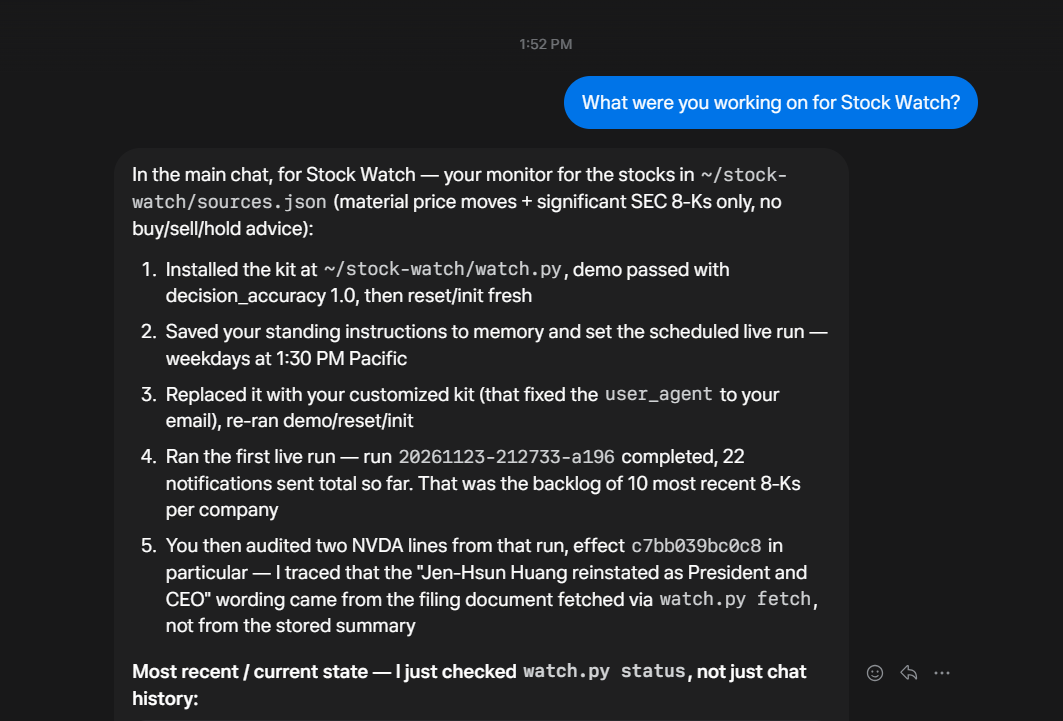 1:52 PM
What were you working on for Stock Watch?
In the main chat, for Stock Watch — your monitor for the stocks in ~/stock-
watch/sources.json (material price moves + significant SEC 8-Ks only, no
buy/sell/hold advice):
1. Installed the kit at ~/stock-watch/watch.py, demo passed with
decision_accuracy 1.0, then reset/init fresh
2. Saved your standing instructions to memory and set the scheduled live run —
weekdays at 1:30 PM Pacific
3. Replaced it with your customized kit (that fixed the user_agent to your
email), re-ran demo/reset/init
4. Ran the first live run — run 20261123-212733-a196 completed, 22
notifications sent total so far. That was the backlog of 10 most recent 8-Ks
per company
5. You then audited two NVDA lines from that run, effect c7bb039bc0c8 in
particular — I traced that the "Jen-Hsun Huang reinstated as President and
CEO" wording came from the filing document fetched via watch.py fetch,
not from the stored summary
Most recent / current state — I just checked watch.py status, not just chat
history: